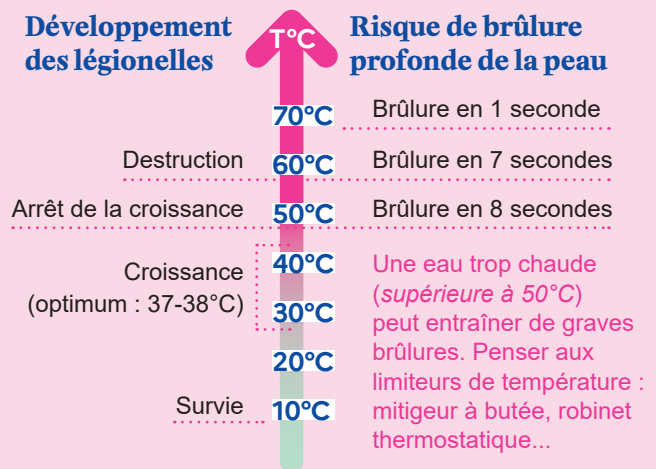 Développement
des légionelles
T°C
Risque de brûlure
profonde de la peau
70°C Brûlure en 1 seconde
Destruction 60°C Brûlure en 7 secondes
Arrêt de la croissance 50°C Brûlure en 8 secondes
40°C
Croissance
(optimum : 37-38°C)
30°C
20°C
Survie 10°C
Une eau trop chaude
(supérieure à 50°C)
peut entraîner de graves
brûlures. Penser aux
limiteurs de température :
mitigeur à butée, robinet
thermostatique...